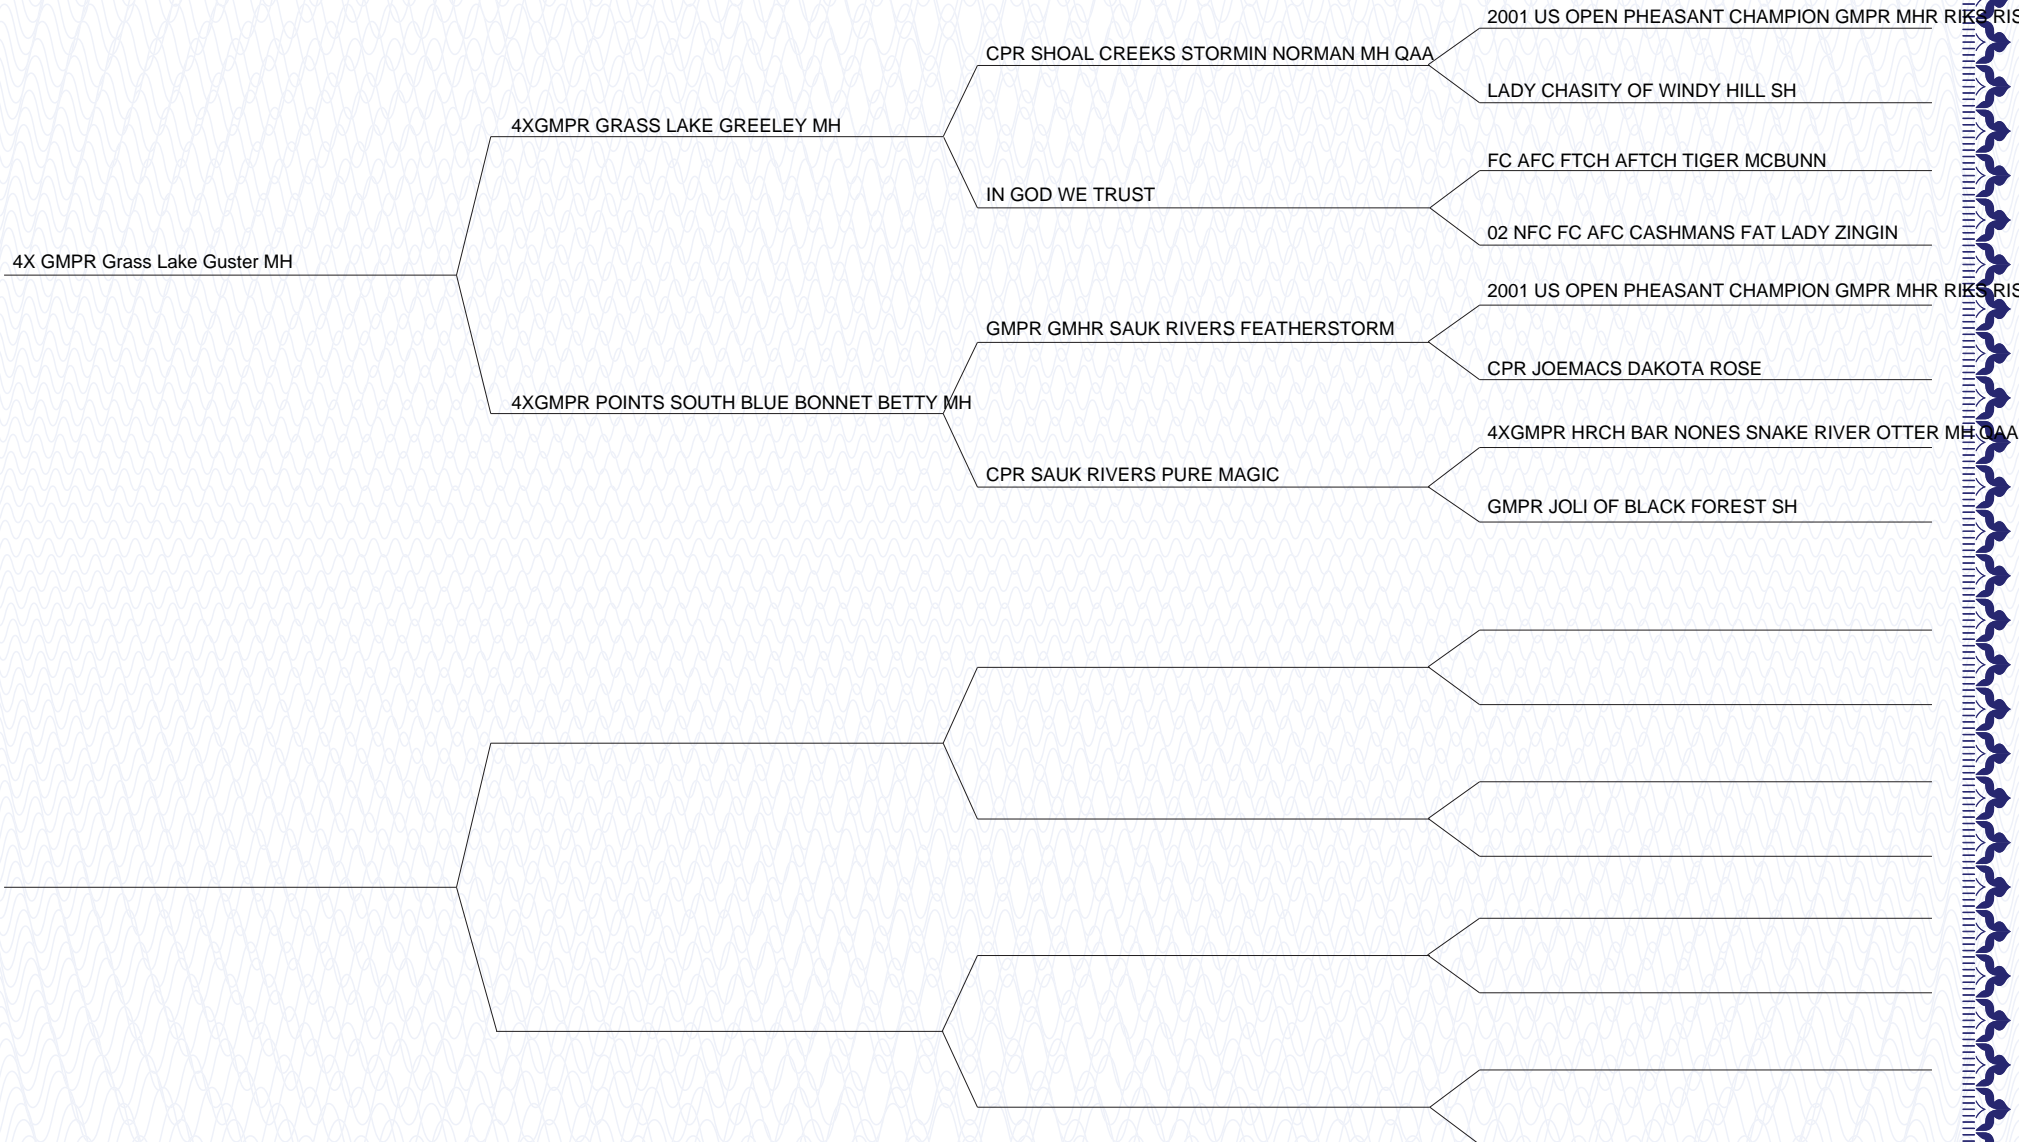 2001 US OPEN PHEASANT CHAMPION GMPR MHR RIKS
CPR SHOAL CREEKS STORMIN NORMAN MH QAA
LADY CHASITY OF WINDY HILL SH
4XGMPR GRASS LAKE GREELEY MH
FC AFC FTCH AFTCH TIGER MCBUNN
IN GOD WE TRUST
02 NFC FC AFC CASHMANS FAT LADY ZINGIN
4X GMPR Grass Lake Guster MH
2001 US OPEN PHEASANT CHAMPION GMPR MHR RIKS
GMPR GMHR SAUK RIVERS FEATHERSTORM
CPR JOEMACS DAKOTA ROSE
4XGMPR POINTS SOUTH BLUE BONNET BETTY MH
4XGMPR HRCH BAR NONES SNAKE RIVER OTTER MH QAA
CPR SAUK RIVERS PURE MAGIC
GMPR JOLI OF BLACK FOREST SH